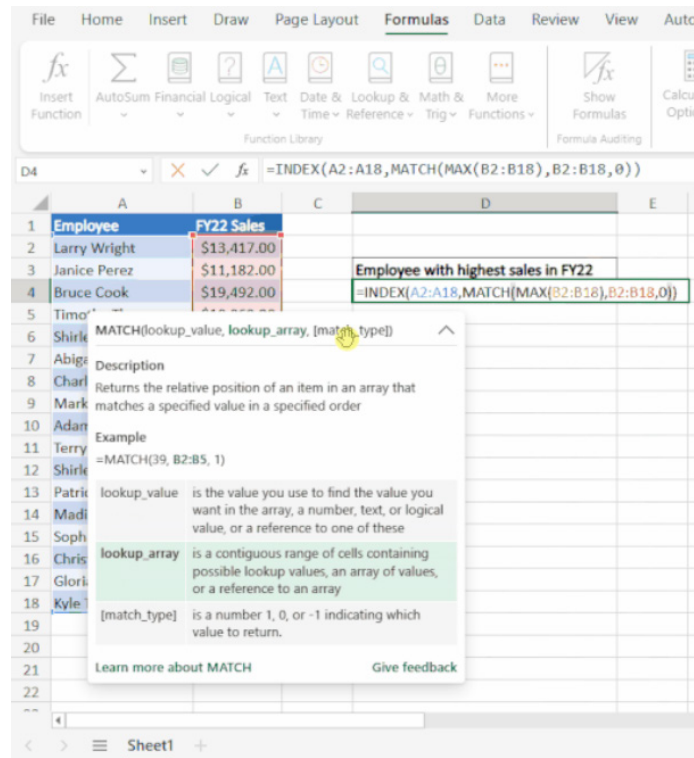 File Home Insert Draw Page Layout Formulas Data Review View
fx
Insert Function
AutoSum Financial Logical Text Date & Time Lookup & Reference Math & Trig More Functions
Show Formulas
Function Library
Formula Auditing
D4 fx =INDEX(A2:A18,MATCH(MAX(B2:B18),B2:B18,0))
A B C D E
1 Employee FY22 Sales
2 Larry Wright $13,417.00
3 Janice Perez $11,182.00 Employee with highest sales in FY22
4 Bruce Cook $19,492.00 =INDEX(A2:A18,MATCH(MAX(B2:B18),B2:B18,0))
5
MATCH(lookup_value, lookup_array, [match_type])
6
7
Description
8
Returns the relative position of an item in an array that
9 Mark matches a specified value in a specified order
10 Adam
Example
11 Terry
=MATCH(39, B2:B5, 1)
12
13 lookup_value is the value you use to find the value you
want in the array, a number, text, or logical
14
value, or a reference to one of these
15
16 lookup_array is a contiguous range of cells containing
possible lookup values, an array of values,
17
or a reference to an array
18 Kyle
[match_type] is a number 1, 0, or -1 indicating which
19
value to return.
20
21 Learn more about MATCH Give feedback
22
Sheet1